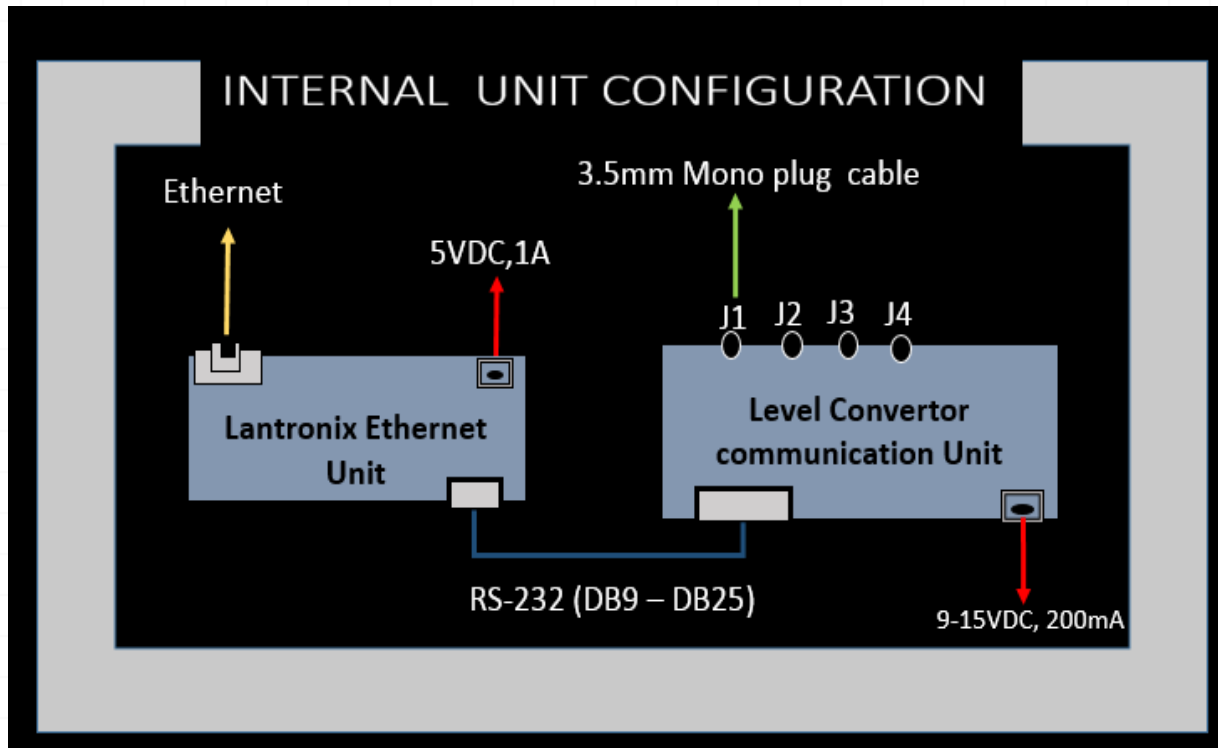 INTERNAL UNIT CONFIGURATION
Ethernet
3.5mm Mono plug cable
5VDC,1A
J1 J2 J3 J4
Lantronix Ethernet
Unit
Level Convertor
communication Unit
RS-232 (DB9 – DB25)
9-15VDC, 200mA